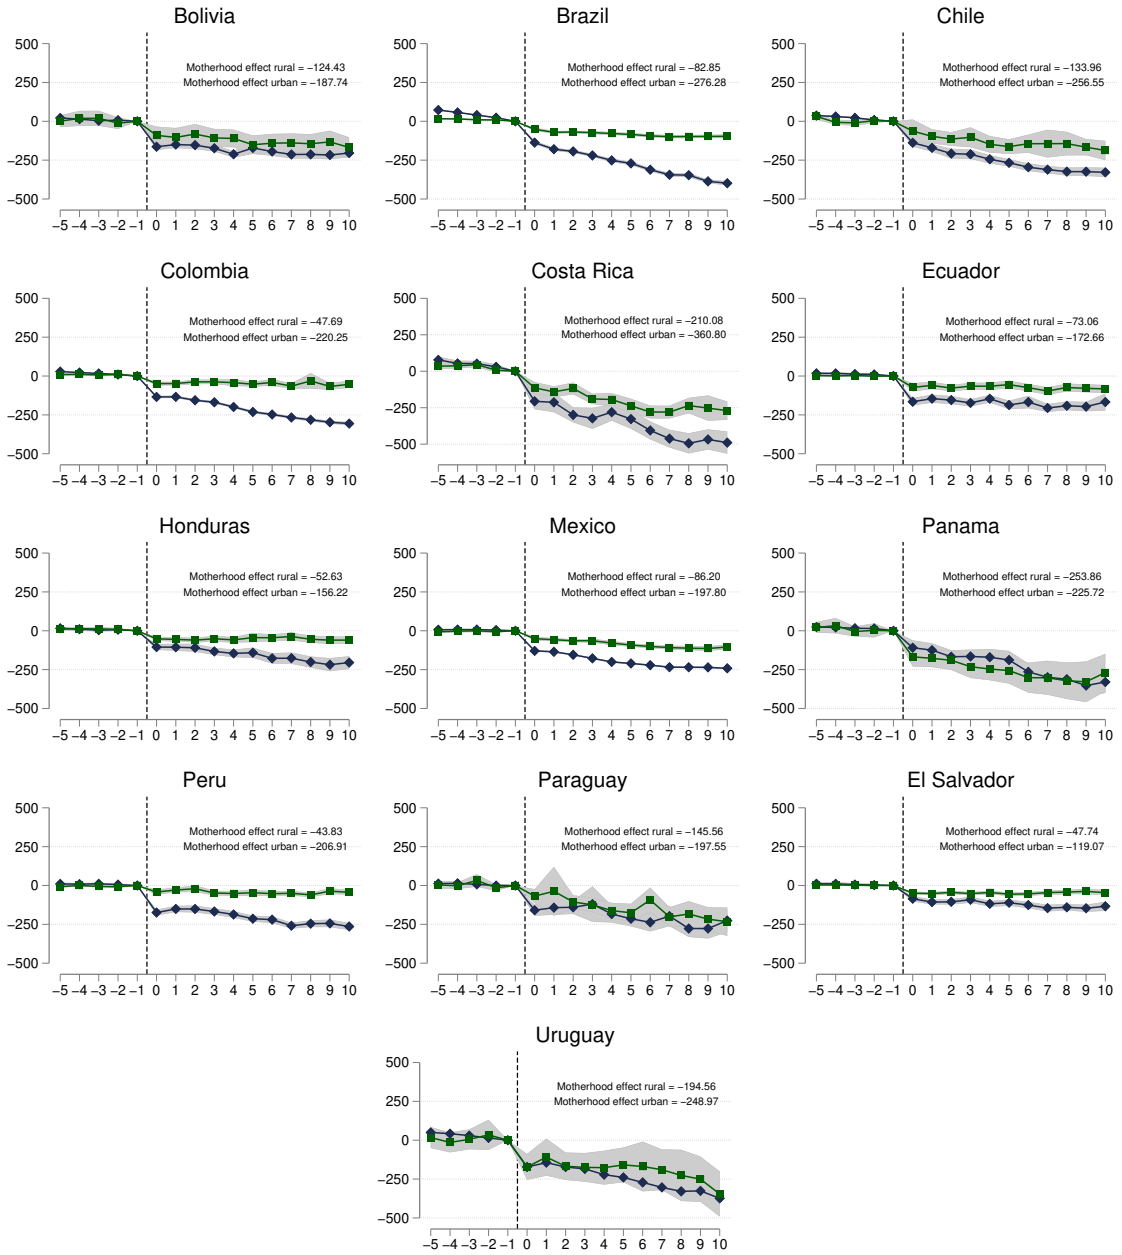 Bolivia
Motherhood effect rural = −124.43
Motherhood effect urban = −187.74
500
250
0
−250
−500
−5 −4 −3 −2 −1 0 1 2 3 4 5 6 7 8 9 10
Brazil
Motherhood effect rural = −82.85
Motherhood effect urban = −276.28
500
250
0
−250
−500
−5 −4 −3 −2 −1 0 1 2 3 4 5 6 7 8 9 10
Chile
Motherhood effect rural = −133.96
Motherhood effect urban = −256.55
500
250
0
−250
−500
−5 −4 −3 −2 −1 0 1 2 3 4 5 6 7 8 9 10
Colombia
Motherhood effect rural = −47.69
Motherhood effect urban = −220.25
500
250
0
−250
−500
−5 −4 −3 −2 −1 0 1 2 3 4 5 6 7 8 9 10
Costa Rica
Motherhood effect rural = −210.08
Motherhood effect urban = −360.80
500
250
0
−250
−500
−5 −4 −3 −2 −1 0 1 2 3 4 5 6 7 8 9 10
Ecuador
Motherhood effect rural = −73.06
Motherhood effect urban = −172.66
500
250
0
−250
−500
−5 −4 −3 −2 −1 0 1 2 3 4 5 6 7 8 9 10
Honduras
Motherhood effect rural = −52.63
Motherhood effect urban = −156.22
500
250
0
−250
−500
−5 −4 −3 −2 −1 0 1 2 3 4 5 6 7 8 9 10
Mexico
Motherhood effect rural = −86.20
Motherhood effect urban = −197.80
500
250
0
−250
−500
−5 −4 −3 −2 −1 0 1 2 3 4 5 6 7 8 9 10
Panama
Motherhood effect rural = −253.86
Motherhood effect urban = −225.72
500
250
0
−250
−500
−5 −4 −3 −2 −1 0 1 2 3 4 5 6 7 8 9 10
Peru
Motherhood effect rural = −43.83
Motherhood effect urban = −206.91
500
250
0
−250
−500
−5 −4 −3 −2 −1 0 1 2 3 4 5 6 7 8 9 10
Paraguay
Motherhood effect rural = −145.56
Motherhood effect urban = −197.55
500
250
0
−250
−500
−5 −4 −3 −2 −1 0 1 2 3 4 5 6 7 8 9 10
El Salvador
Motherhood effect rural = −47.74
Motherhood effect urban = −119.07
500
250
0
−250
−500
−5 −4 −3 −2 −1 0 1 2 3 4 5 6 7 8 9 10
Uruguay
Motherhood effect rural = −194.56
Motherhood effect urban = −248.97
500
250
0
−250
−500
−5 −4 −3 −2 −1 0 1 2 3 4 5 6 7 8 9 10